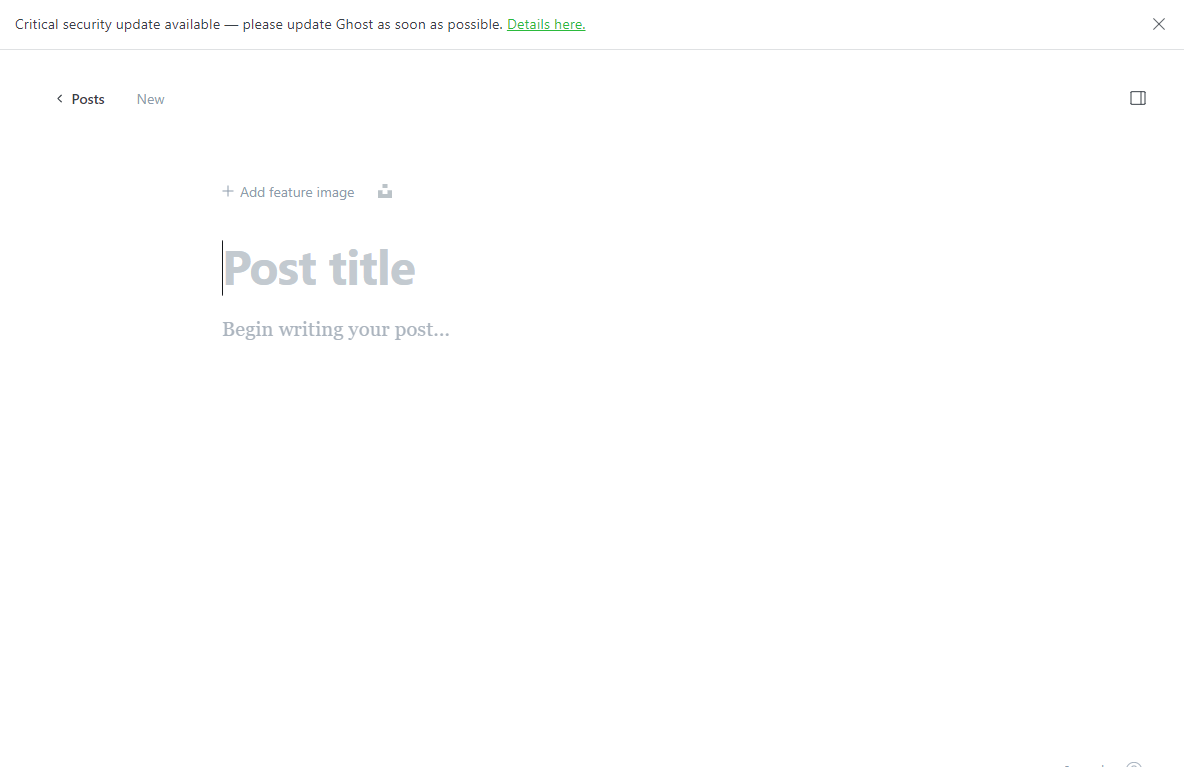 Critical security update available — please update Ghost as soon as possible. Details here.
Posts New
Add feature image
Post title
Begin writing your post...